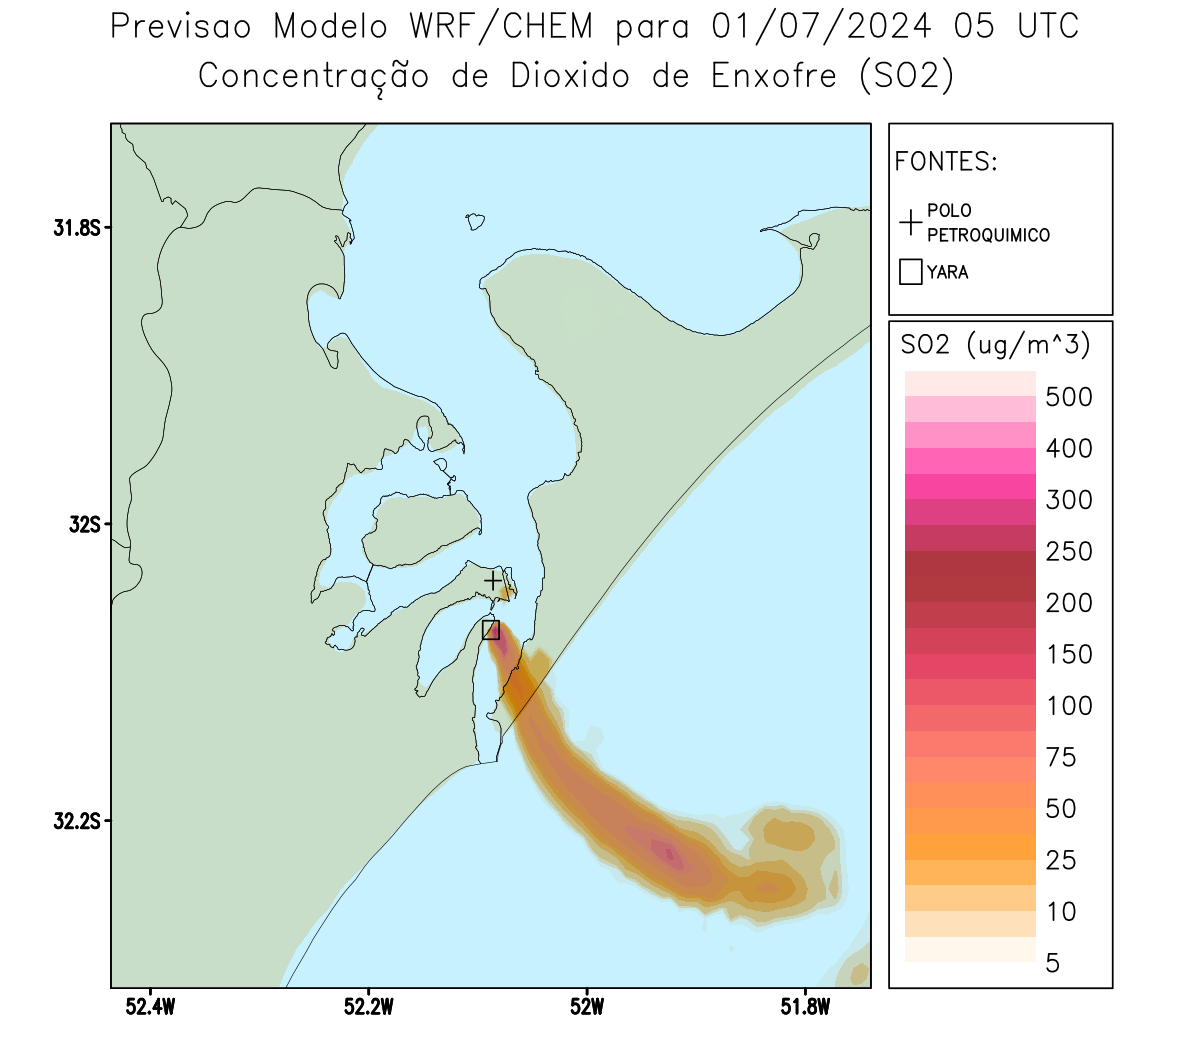 Previsao Modelo WRF/CHEM para 01/07/2024 05 UTC
Concentração de Dioxido de Enxofre (SO2)
FONTES:
POLO
PETROQUIMICO
YARA
SO2 (ug/m^3)
500
400
300
250
200
150
100
75
50
25
10
5
31.8S
32S
32.2S
52.4W
52.2W
52W
51.8W